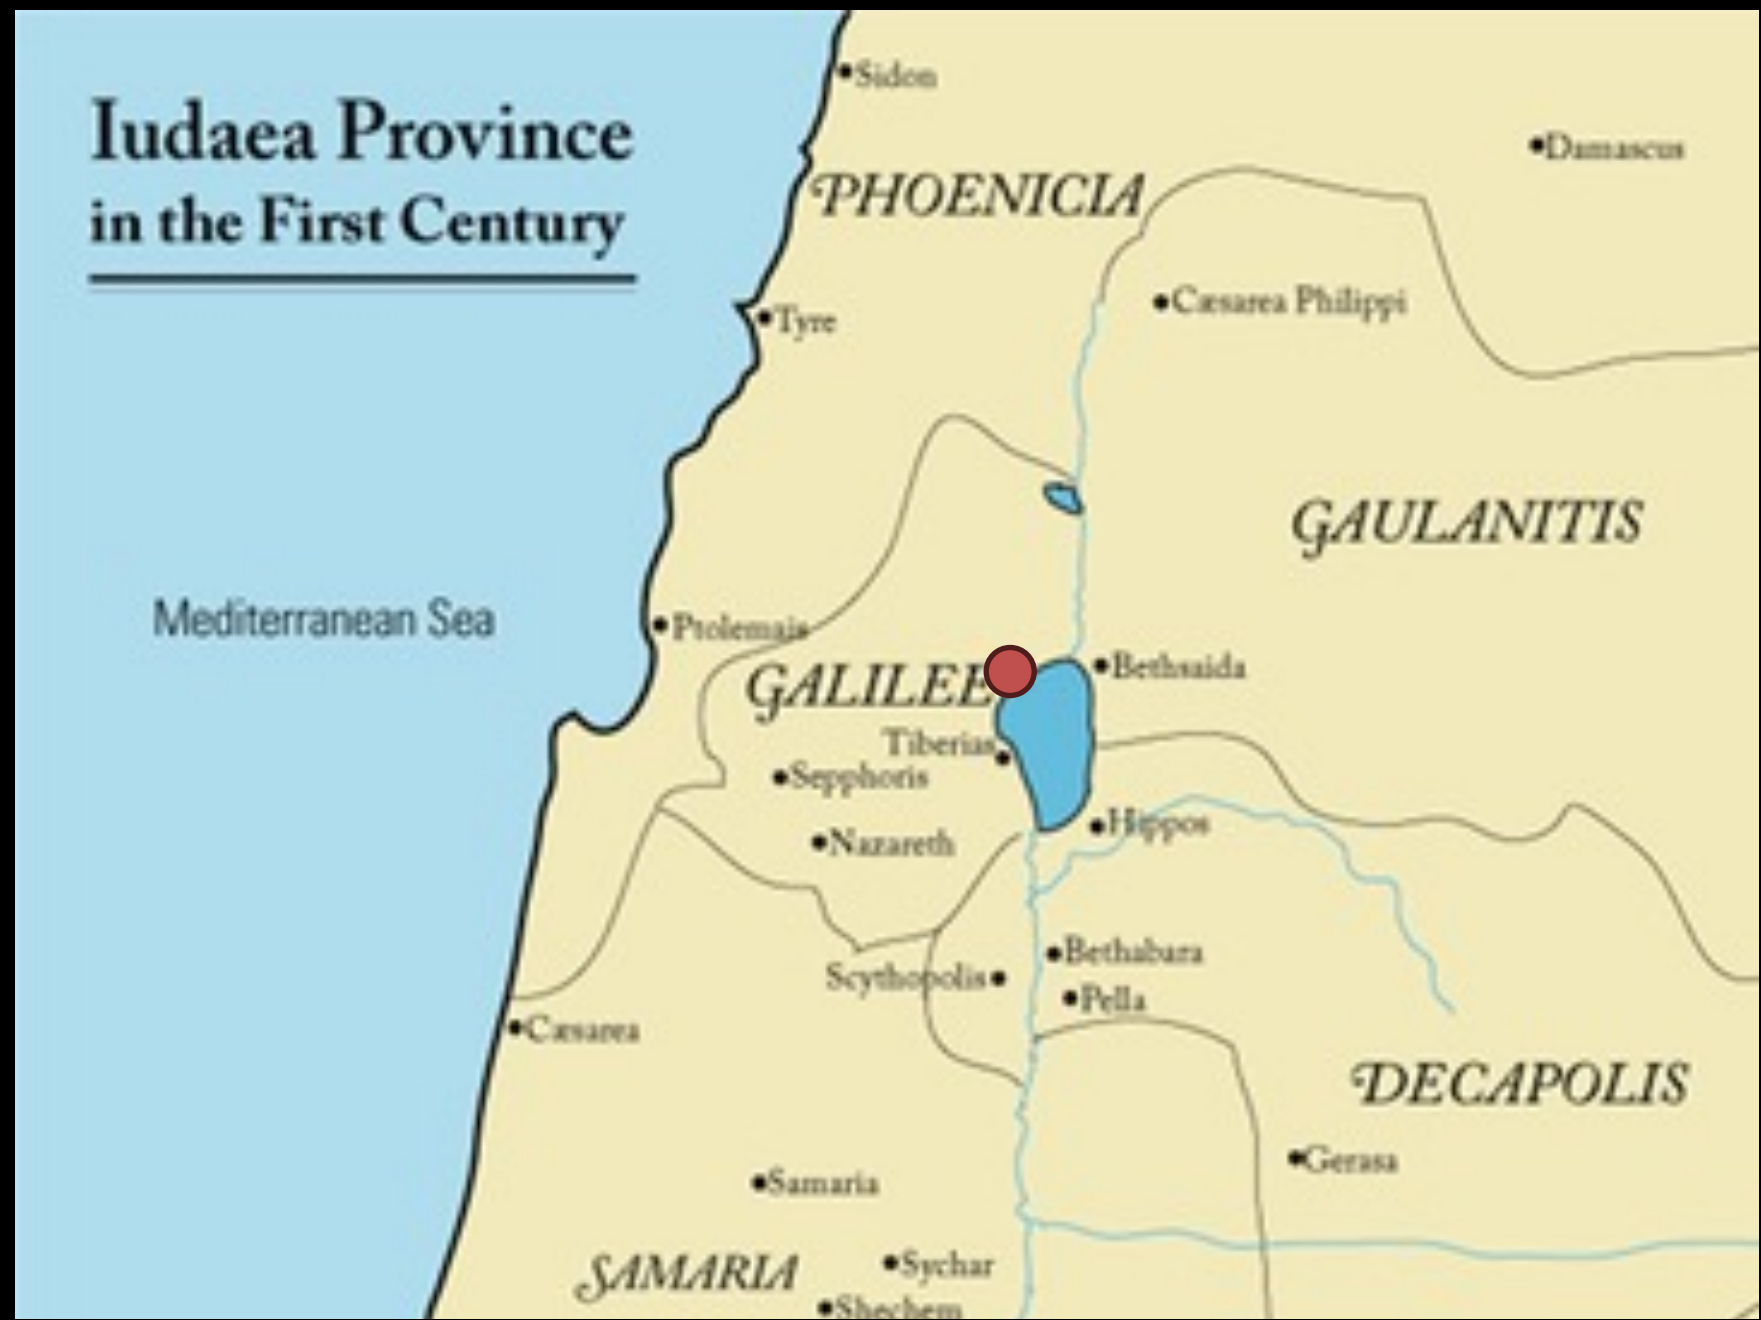 Sidon
Iudaea Province
Damascus
PHOENICIA
in the First Century
Cæsarea Philippi
Tyre
GAULANITIS
Mediterranean Sea
Ptolemais
Bethsaida
GALILEE
Tiberias
Sepphoris
Hippos
Nazareth
Bethabara
Scythopolis
Pella
Cæsarea
DECAPOLIS
Gerasa
Samaria
Sychar
SAMARIA
Shechem